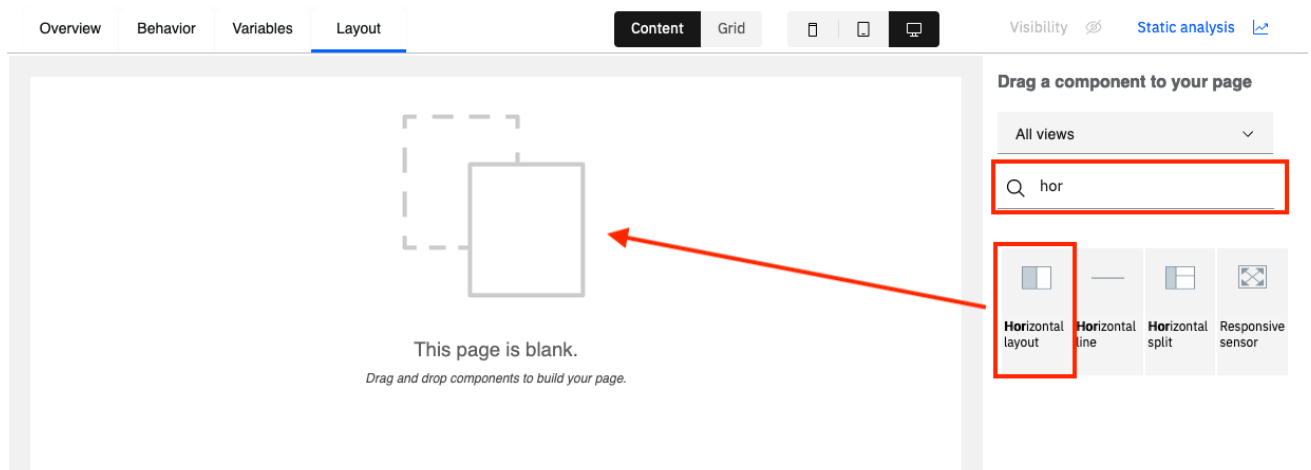 Overview Behavior Variables Layout Content Grid Visibility Static analysis
Drag a component to your page
All views
hor
Horizontal layout
Horizontal line
Horizontal split
Responsive sensor
This page is blank.
Drag and drop components to build your page.